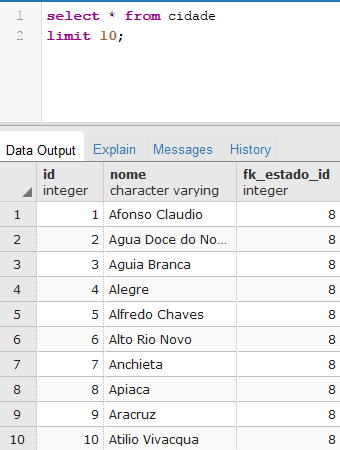 1 select * from cidade
2 limit 10;
Data Output Explain Messages History
id nome fk_estado_id
integer character varying integer
1 1 Afonso Claudio 8
2 2 Agua Doce do No... 8
3 3 Aguia Branca 8
4 4 Alegre 8
5 5 Alfredo Chaves 8
6 6 Alto Rio Novo 8
7 7 Anchieta 8
8 8 Apiaca 8
9 9 Aracruz 8
10 10 Atilio Vivacqua 8